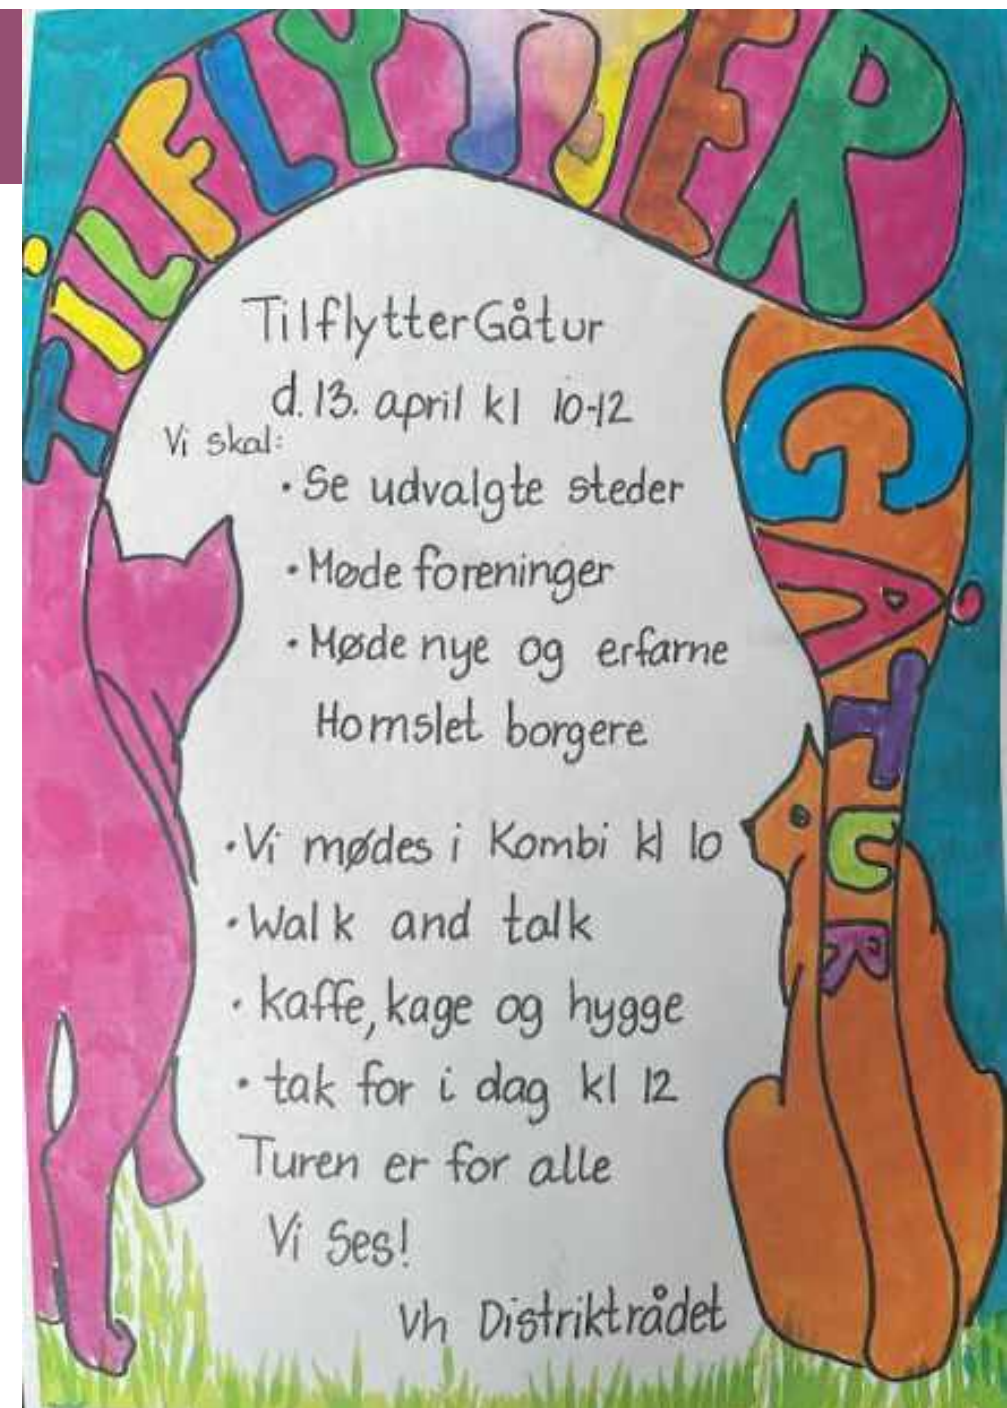 TILFLYTTER
GÅTUR
TilflytterGåtur
d. 13. april kl 10-12
Vi skal:
• Se udvalgte steder
• Møde foreninger
• Møde nye og erfarne
Hornslet borgere
• Vi mødes i Kombi kl 10
• Walk and talk
• kaffe, kage og hygge
• tak for i dag kl 12
Turen er for alle
Vi Ses!
Vh Distriktrådet